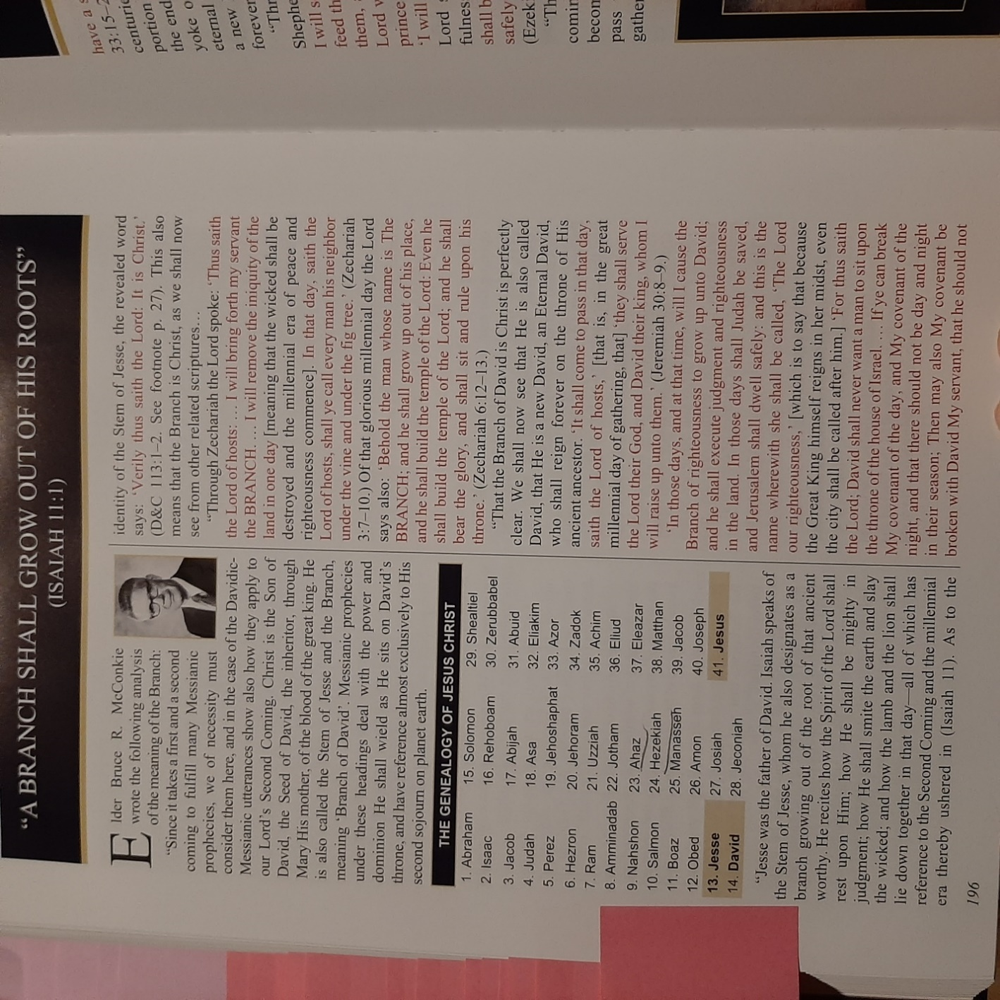 “A BRANCH SHALL GROW OUT OF HIS ROOTS”
(ISAIAH 11:1)
Elder Bruce R. McConkie
wrote the following analysis
of the meaning of the Branch:
“Since it takes a first and a second
coming to fulfill many Messianic
prophecies, we of necessity must
consider them here, and in the case of the Davidic-
Messianic utterances show also how they apply to
our Lord’s Second Coming. Christ is the Son of
David, the Seed of David, the inheritor, through
Mary His mother, of the blood of the great king. He
is also called the Stem of Jesse and the Branch,
meaning ‘Branch of David’. Messianic prophecies
under these headings deal with the power and
dominion He shall wield as He sits on David’s
throne, and have reference almost exclusively to His
second sojourn on planet earth.
THE GENEALOGY OF JESUS CHRIST
1. Abraham
2. Isaac
3. Jacob
4. Judah
5. Perez
6. Hezron
7. Ram
8. Amminadab
9. Nahshon
10. Salmon
11. Boaz
12. Obed
13. Jesse
14. David
15. Solomon
16. Rehoboam
17. Abijah
18. Asa
19. Jehoshaphat
20. Jehoram
21. Uzziah
22. Jotham
23. Ahaz
24. Hezekiah
25. Manasseh
26. Amon
27. Josiah
28. Jeconiah
29. Shealtiel
30. Zerubbabel
31. Abuid
32. Eliakim
33. Azor
34. Zadok
35. Achim
36. Eliud
37. Eleazar
38. Matthan
39. Jacob
40. Joseph
41. Jesus
“Jesse was the father of David. Isaiah speaks of
the Stem of Jesse, whom he also designates as a
branch growing out of the root of that ancient
worthy. He recites how the Spirit of the Lord shall
rest upon Him; how He shall be mighty in
judgment; how He shall smite the earth and slay
the wicked; and how the lamb and the lion shall
lie down together in that day—all of which has
reference to the Second Coming and the millennial
era thereby ushered in (Isaiah 11). As to the
identity of the Stem of Jesse, the revealed word
says: ‘Verily thus saith the Lord: It is Christ.’
(D&C 113:1–2. See footnote p. 27). This also
means that the Branch is Christ, as we shall now
see from other related scriptures…
“Through Zechariah the Lord spoke: ‘Thus saith
the Lord of hosts: … I will bring forth my servant
the BRANCH. … I will remove the iniquity of the
land in one day [meaning that the wicked shall be
destroyed and the millennial era of peace and
righteousness commence]. In that day, saith the
Lord of hosts, shall ye call every man his neighbor
under the vine and under the fig tree.’ (Zechariah
3:7–10.) Of that glorious millennial day the Lord
says also: ‘Behold the man whose name is The
BRANCH; and he shall grow up out of his place,
and he shall build the temple of the Lord: Even he
shall build the temple of the Lord; and he shall
bear the glory, and shall sit and rule upon his
throne.’ (Zechariah 6:12–13.)
“That the Branch of David is Christ is perfectly
clear. We shall now see that He is also called
David, that He is a new David, an Eternal David,
who shall reign forever on the throne of His
ancient ancestor. ‘It shall come to pass in that day,
saith the Lord of hosts,’ [that is, in the great
millennial day of gathering, that] ‘they shall serve
the Lord their God, and David their king, whom I
will raise up unto them.’ (Jeremiah 30:8–9.)
‘In those days, and at that time, will I cause the
Branch of righteousness to grow up unto David;
and he shall execute judgment and righteousness
in the land. In those days shall Judah be saved,
and Jerusalem shall dwell safely: and this is the
name wherewith she shall be called, ‘The Lord
our righteousness,’ [which is to say that because
the Great King himself reigns in her midst, even
the city shall be called after him.] ‘For thus saith
the Lord; David shall never want a man to sit upon
the throne of the house of Israel. … If ye can break
My covenant of the day, and My covenant of the
night, and that there should not be day and night
in their season; Then may also My covenant be
broken with David My servant, that he should not
196
have a s
33:15–2
centurie
portion
the end
yoke o
eternal
a new
forever
“Thr
Shephe
I will s
feed th
them,
Lord w
prince
‘I will
Lord s
fulness
shall b
safely
(Ezeki
“Th
comin
becom
pass
gather